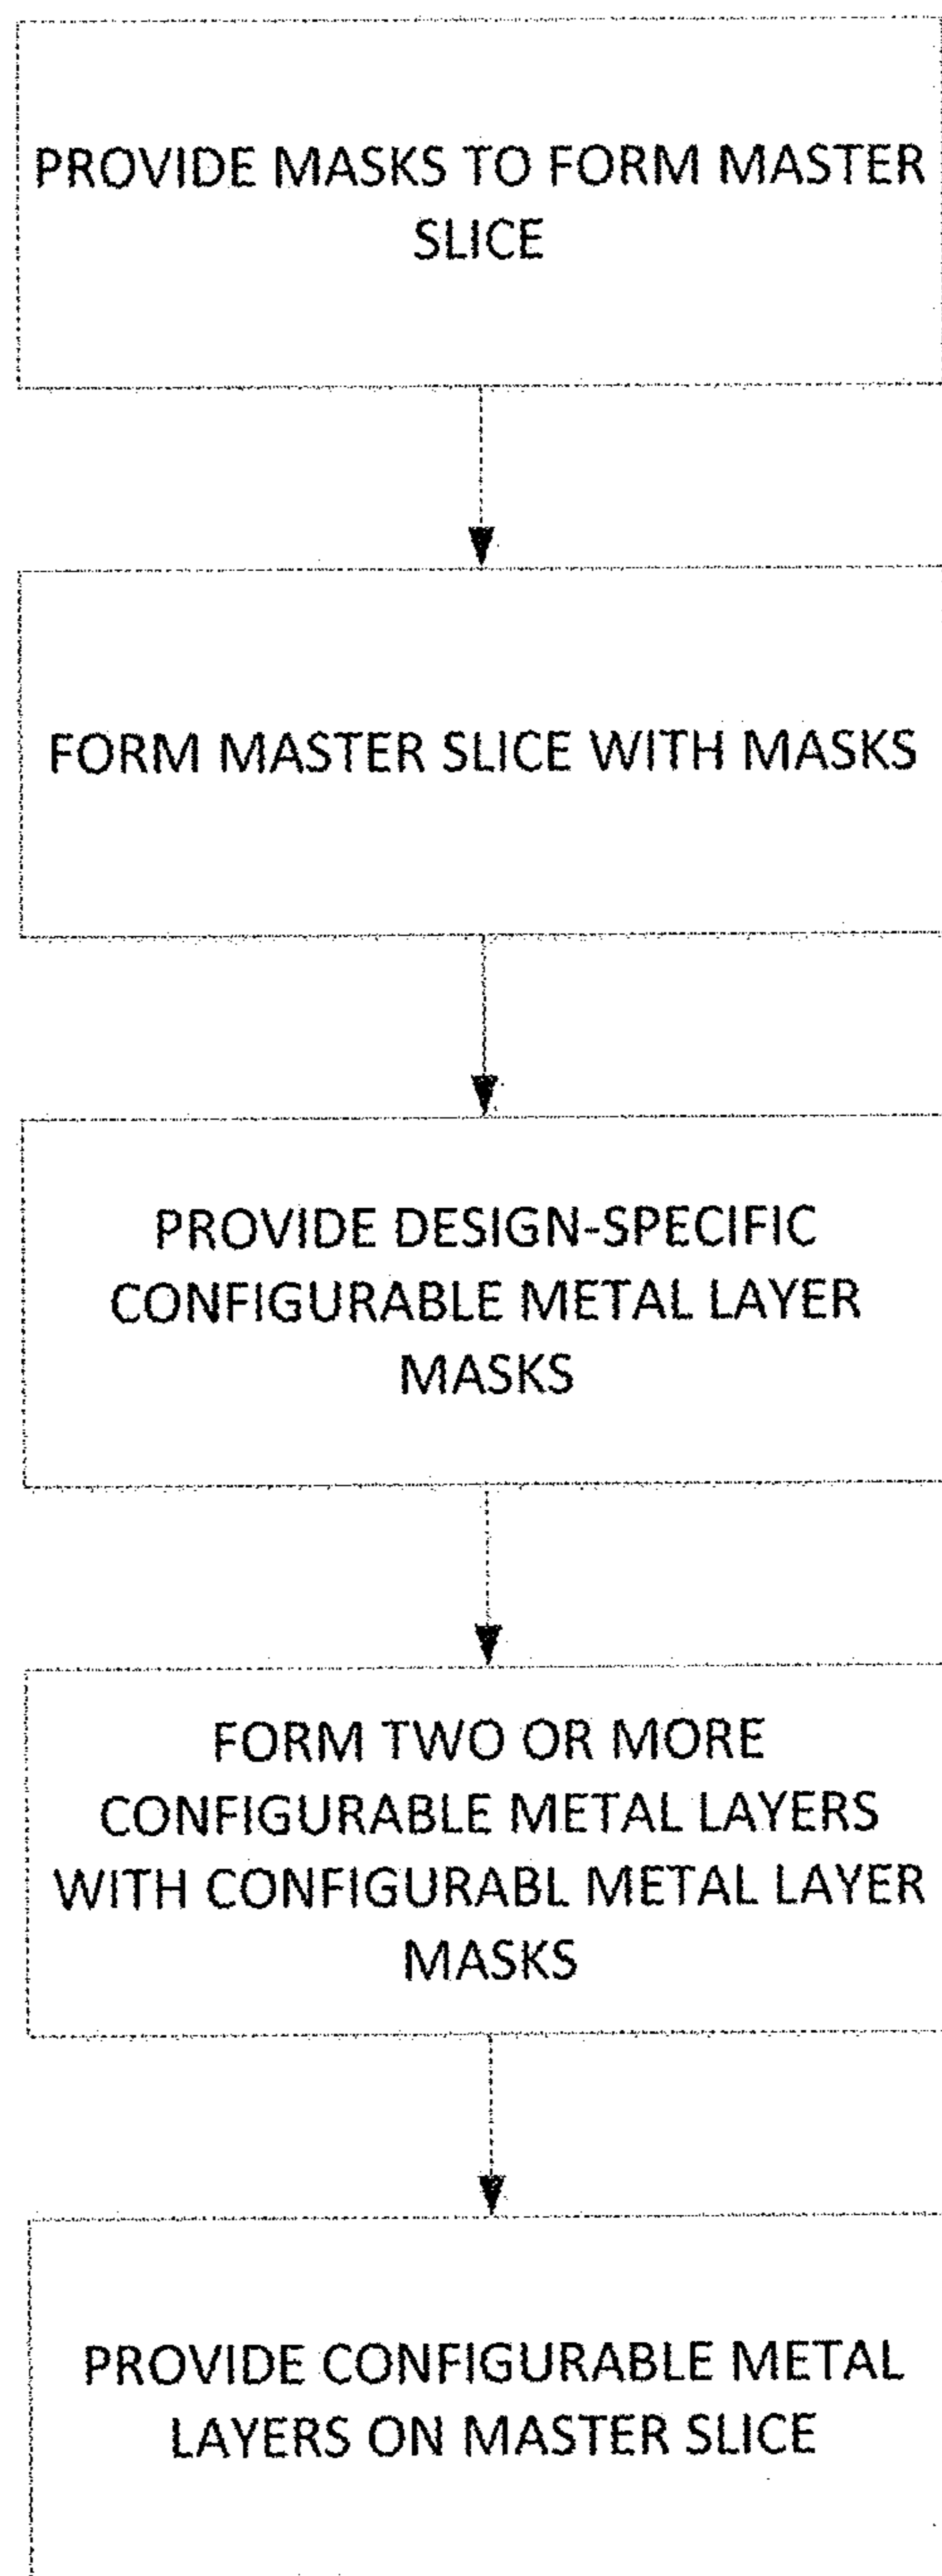 PROVIDE MASKS TO FORM MASTER
SLICE
FORM MASTER SLICE WITH MASKS
PROVIDE DESIGN-SPECIFIC
CONFIGURABLE METAL LAYER
MASKS
FORM TWO OR MORE
CONFIGURABLE METAL LAYERS
WITH CONFIGURABL METAL LAYER
MASKS
PROVIDE CONFIGURABLE METAL
LAYERS ON MASTER SLICE